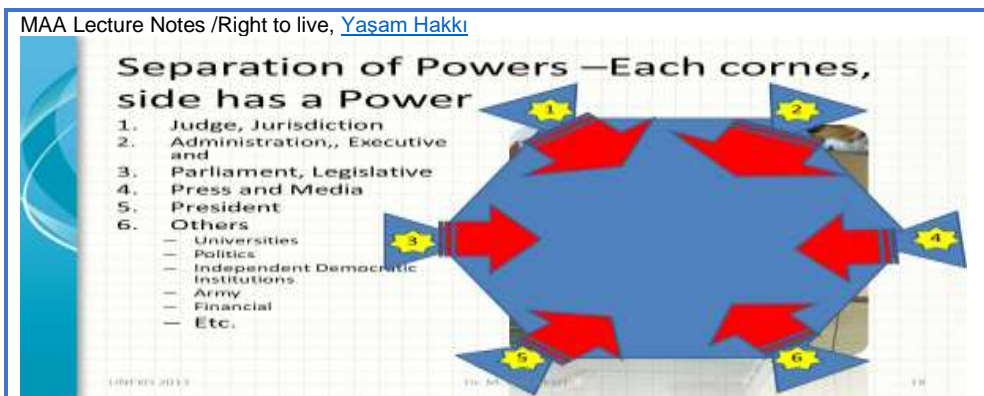 MAA Lecture Notes /Right to live, Yaşam Hakkı
Separation of Powers –Each cornes,
side has a Power
1. Judge, Jurisdiction
2. Administration,, Executive
and
3. Parliament, Legislative
4. Press and Media
5. President
6. Others
– Universities
– Politics
– Independent Democratic
Institutions
– Army
– Financial
– Etc.
1
2
3
4
5
6
2013
Dr. M.
18